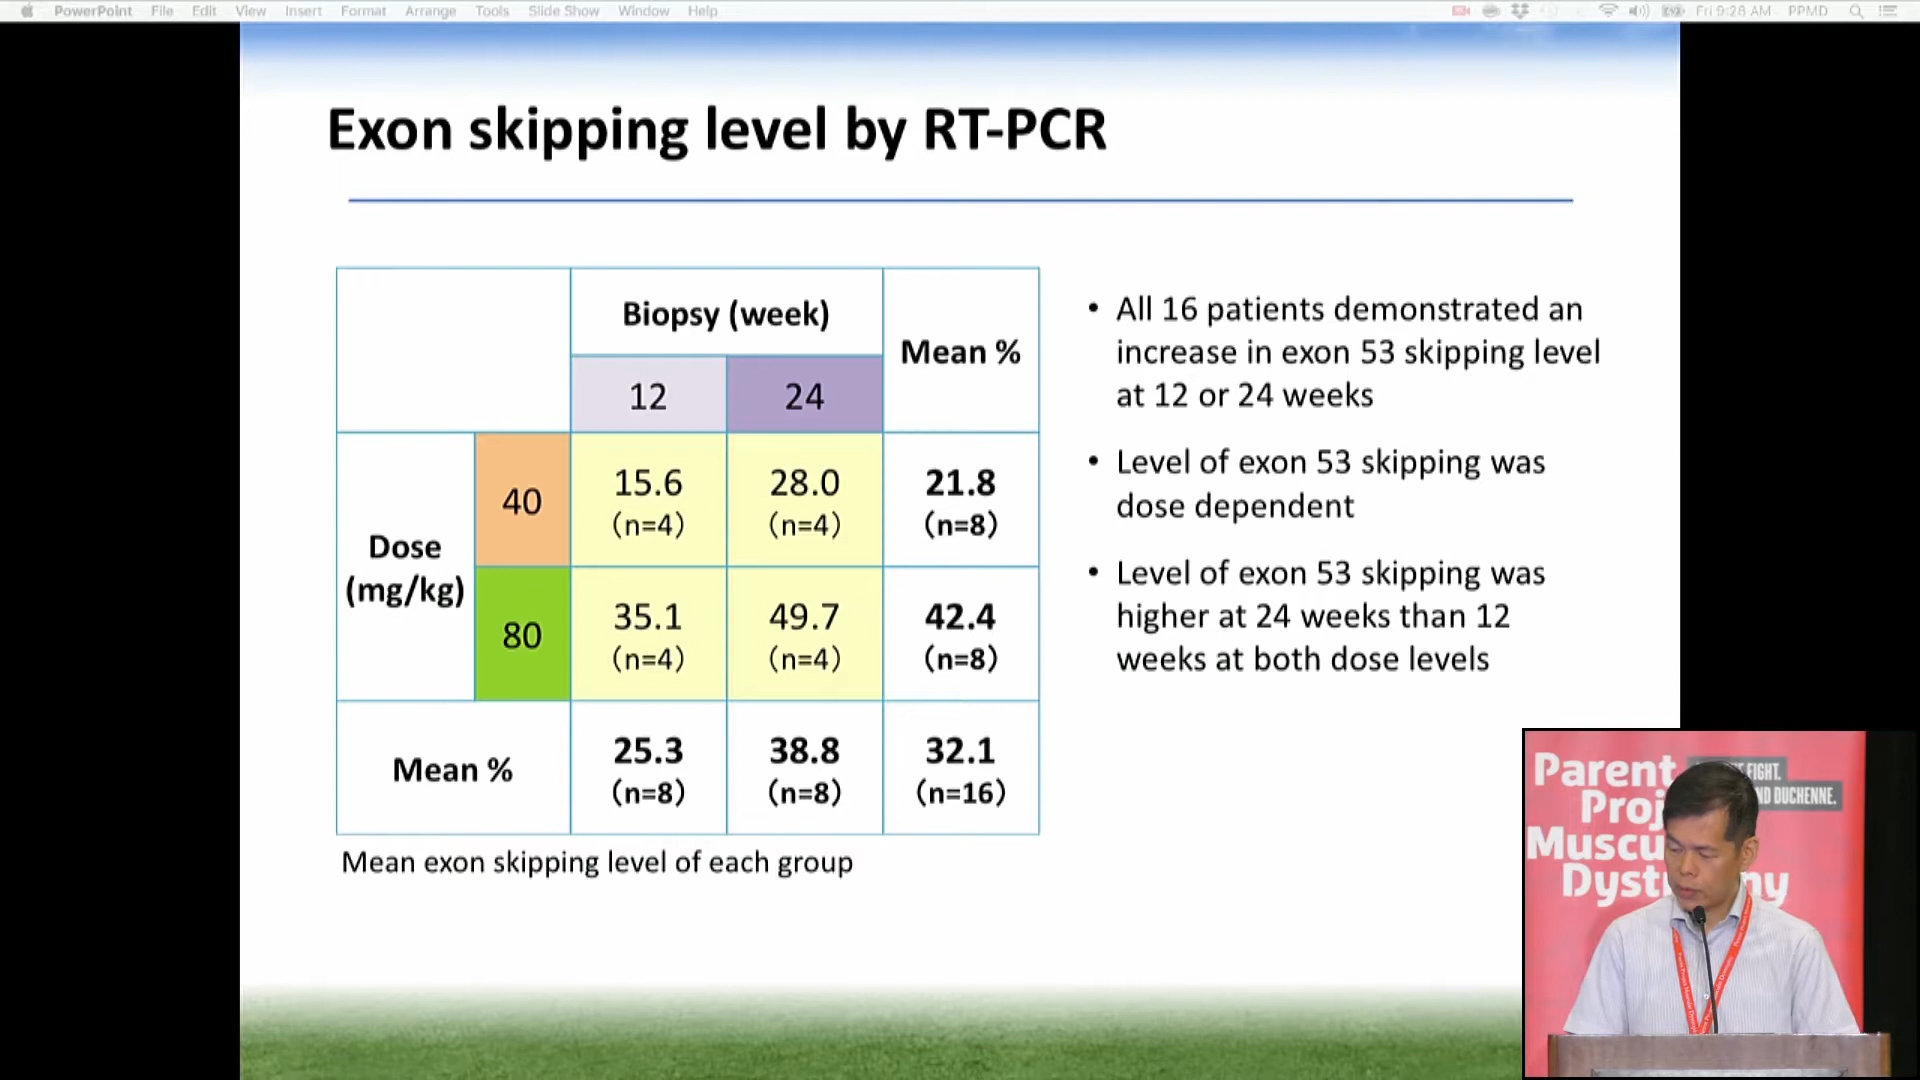 PowerPoint File Edit View Insert Format Arrange Tools Slide Show Window Help Fri 9:28 AM PPMD
Exon skipping level by RT-PCR
Biopsy (week)
Mean %
12 24
Dose
(mg/kg)
40
15.6
(n=4)
28.0
(n=4)
21.8
(n=8)
80
35.1
(n=4)
49.7
(n=4)
42.4
(n=8)
Mean %
25.3
(n=8)
38.8
(n=8)
32.1
(n=16)
Mean exon skipping level of each group
• All 16 patients demonstrated an
increase in exon 53 skipping level
at 12 or 24 weeks
• Level of exon 53 skipping was
dose dependent
• Level of exon 53 skipping was
higher at 24 weeks than 12
weeks at both dose levels
Parent
Proj
Muscu
Dyst ny
FIGHT.
ND DUCHENNE.